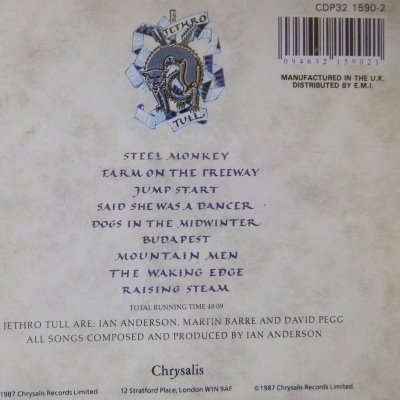 CDP32 1590-2
094632 159021
MANUFACTURED IN THE U.K.
DISTRIBUTED BY E.M.I.
JETHRO
TULL
STEEL MONKEY
FARM ON THE FREEWAY
JUMP START
SAID SHE WAS A DANCER
DOGS IN THE MIDWINTER
BUDAPEST
MOUNTAIN MEN
THE WAKING EDGE
RAISING STEAM
TOTAL RUNNING TIME 48·09
JETHRO TULL ARE: IAN ANDERSON, MARTIN BARRE AND DAVID PEGG
ALL SONGS COMPOSED AND PRODUCED BY IAN ANDERSON
Chrysalis
©1987 Chrysalis Records Limited 12 Stratford Place, London W1N 9AF ©1987 Chrysalis Records Limited